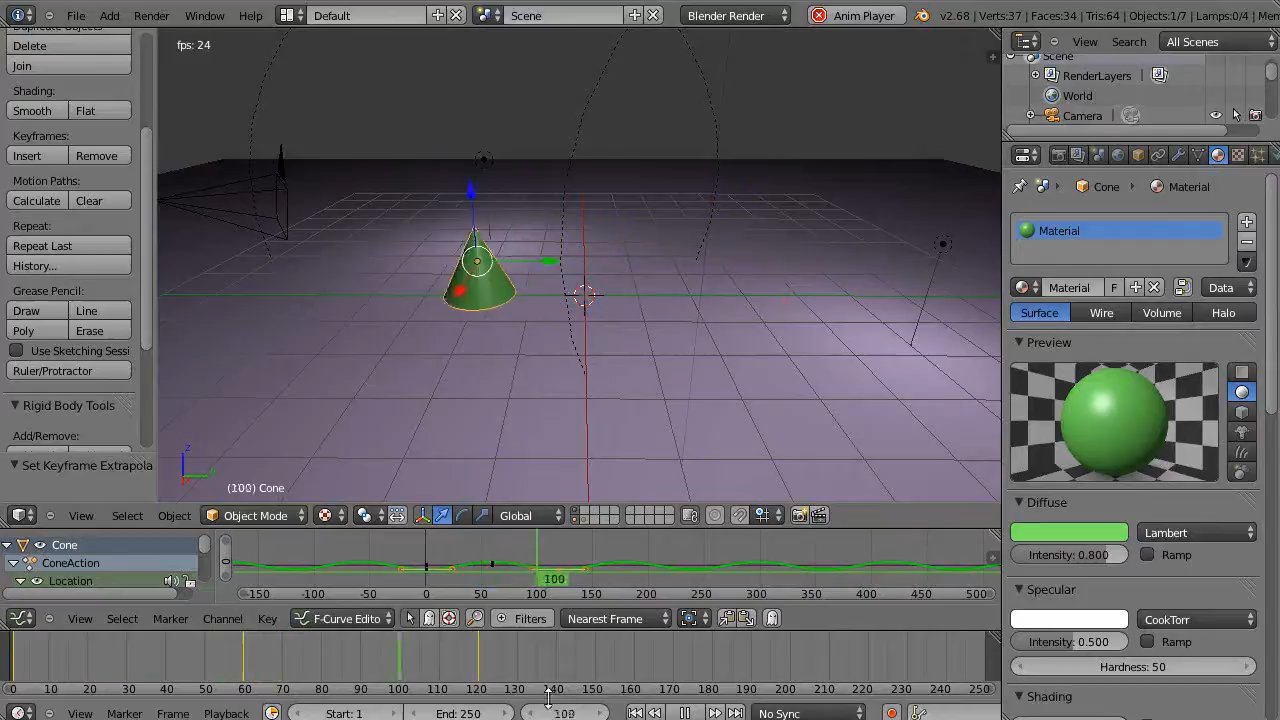 File Add Render Window Help Default Scene Blender Render Anim Player v2.68 | Verts:37 | Faces:34 | Tris:64 | Objects:1/7 | Lamps:0/4 | Mem
Delete
Join
Shading:
Smooth Flat
Keyframes:
Insert Remove
Motion Paths:
Calculate Clear
Repeat:
Repeat Last
History...
Grease Pencil:
Draw Line
Poly Erase
Use Sketching Sessi
Ruler/Protractor
Rigid Body Tools
Add/Remove:
Set Keyframe Extrapola
fps: 24
z
(100) Cone
View Select Object Object Mode Global
Cone
ConeAction
Location
0
100
-150 -100 -50 0 50 100 150 200 250 300 350 400 450 500
View Select Marker Channel Key F-Curve Edito Filters Nearest Frame
0 10 20 30 40 50 60 70 80 90 100 110 120 130 140 150 160 170 180 190 200 210 220 230 240 250
View Marker Frame Playback Start: 1 End: 250 100 No Sync
View Search All Scenes
Scene
RenderLayers
World
Camera
Cone Material
Material
Material F Data
Surface Wire Volume Halo
Preview
Diffuse
Lambert
Intensity: 0.800 Ramp
Specular
CookTorr
Intensity: 0.500 Ramp
Hardness: 50
Shading